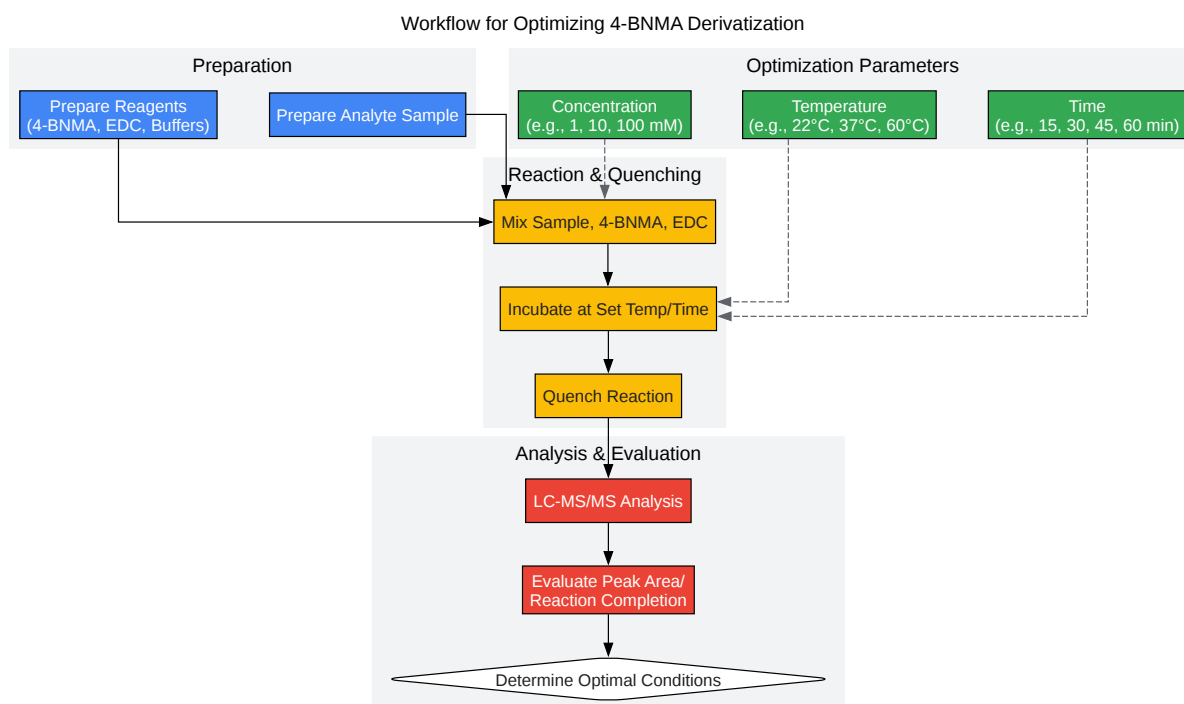 Workflow for Optimizing 4-BNMA Derivatization
Preparation
Optimization Parameters
Prepare Reagents
(4-BNMA, EDC, Buffers)
Prepare Analyte Sample
Concentration
(e.g., 1, 10, 100 mM)
Temperature
(e.g., 22°C, 37°C, 60°C)
Time
(e.g., 15, 30, 45, 60 min)
Reaction & Quenching
Mix Sample, 4-BNMA, EDC
Incubate at Set Temp/Time
Quench Reaction
Analysis & Evaluation
LC-MS/MS Analysis
Evaluate Peak Area/
Reaction Completion
Determine Optimal Conditions